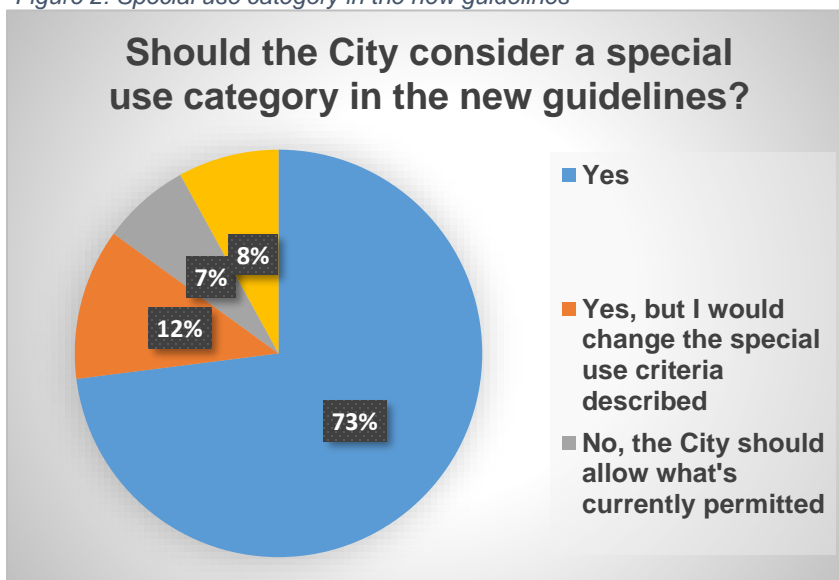 Figure 2: Special use category in the new guidelines
Should the City consider a special
use category in the new guidelines?
Yes
Yes, but I would
change the special
use criteria
described
No, the City should
allow what's
currently permitted
8%
7%
12%
73%